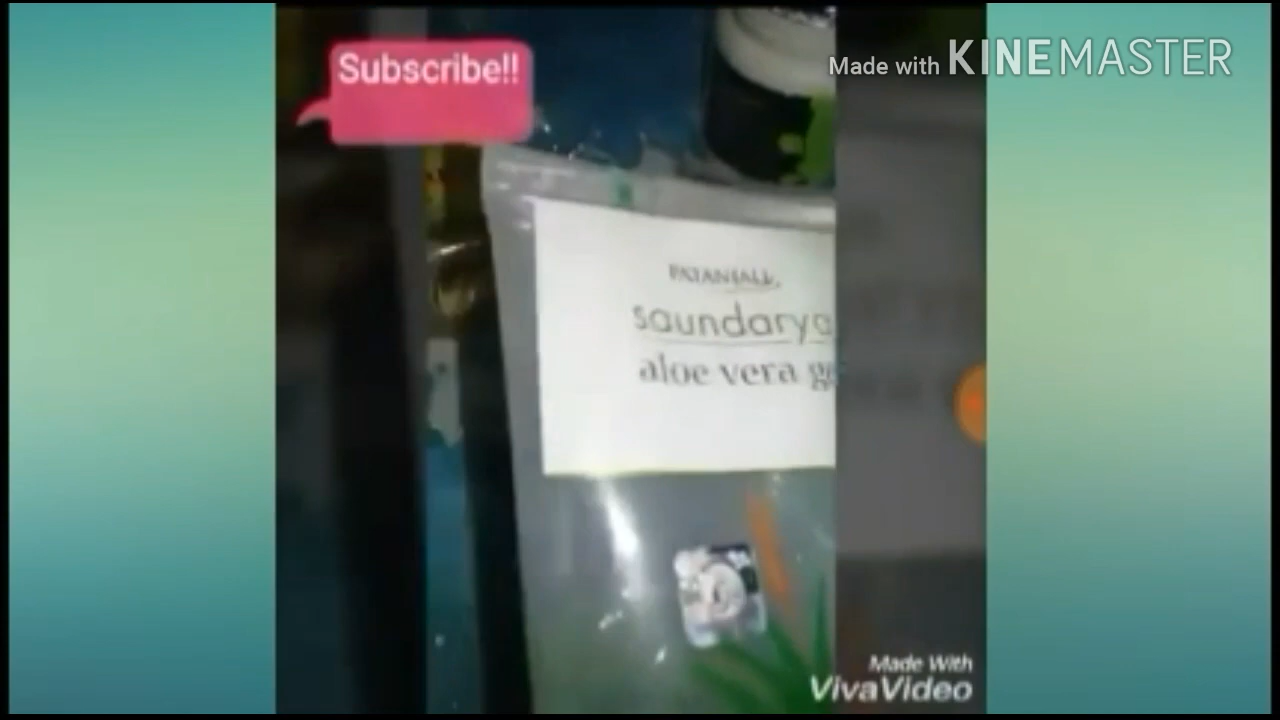 Subscribe!!
Made with KINEMASTER
PATANJALI
saundarya
aloe vera g
Made With
VivaVideo